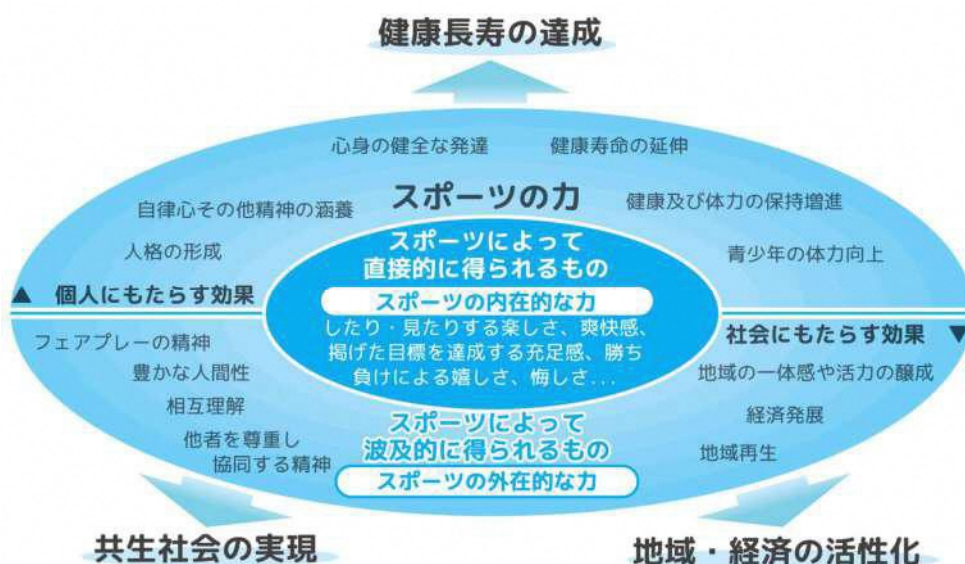 健康長寿の達成
心身の健全な発達
健康寿命の延伸
自律心その他精神の涵養
スポーツの力
健康及び体力の保持増進
人格の形成
青少年の体力向上
スポーツによって
直接的に得られるもの
スポーツの内在的な力
したり・見たりする楽しさ、爽快感、
掲げた目標を達成する充足感、勝ち
負けによる嬉しさ、悔しさ...
▲ 個人にもたらす効果
社会にもたらす効果 ▼
フェアプレーの精神
豊かな人間性
相互理解
他者を尊重し
協同する精神
地域の一体感や活力の醸成
経済発展
地域再生
スポーツによって
波及的に得られるもの
スポーツの外在的な力
共生社会の実現
地域・経済の活性化